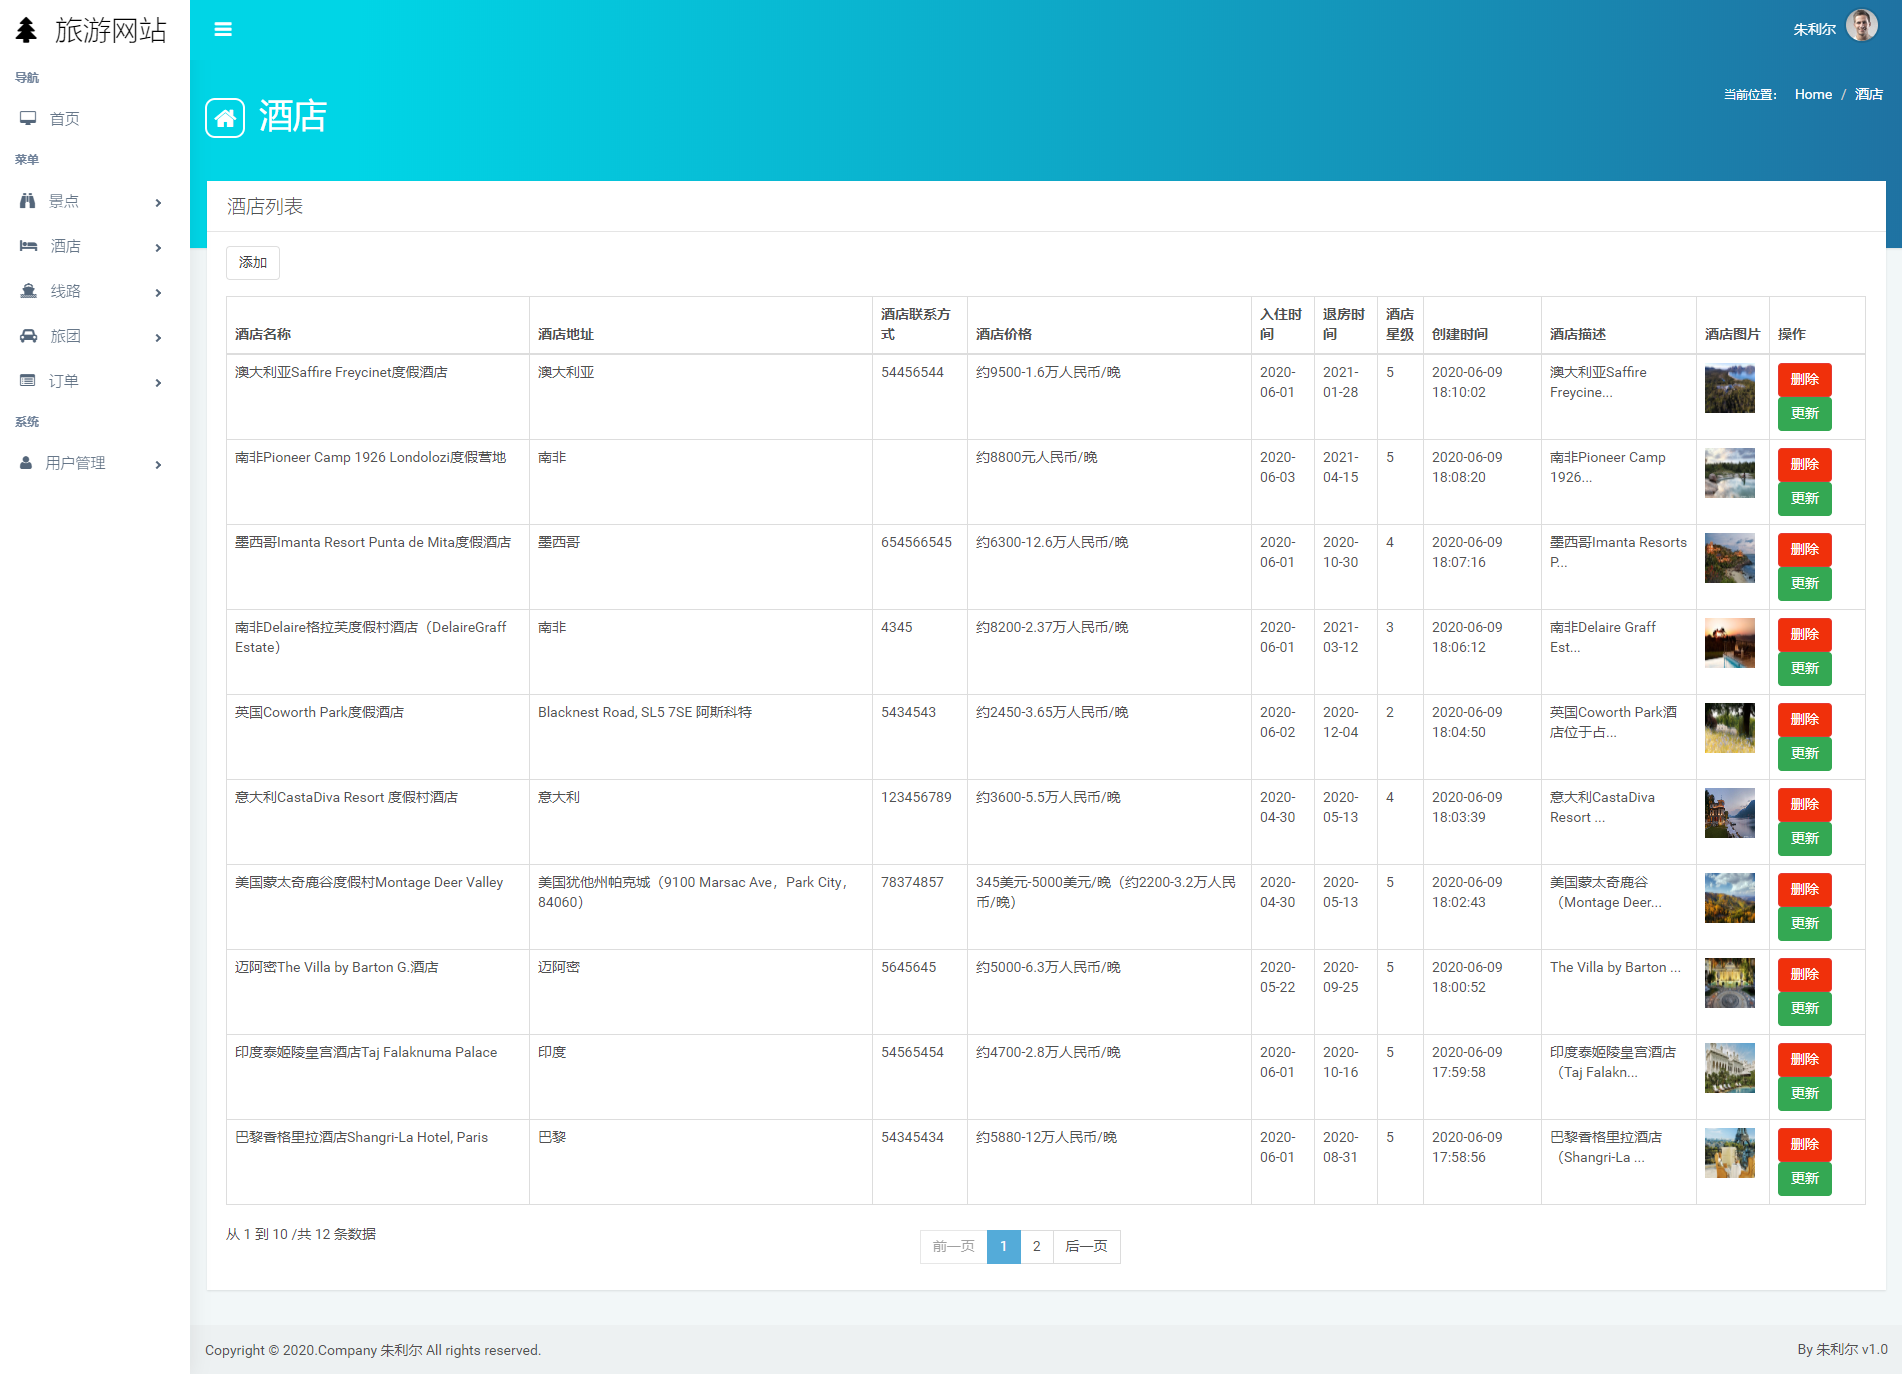 旅游网站
朱利尔
导航
首页
菜单
景点
酒店
线路
旅团
订单
系统
用户管理
酒店
当前位置： Home / 酒店
酒店列表
添加
酒店名称 酒店地址 酒店联系方式 酒店价格 入住时间 退房时间 酒店星级 创建时间 酒店描述 酒店图片 操作
澳大利亚Saffire Freycinet度假酒店 澳大利亚 54456544 约9500-1.6万人民币/晚 2020-06-01 2021-01-28 5 2020-06-09 18:10:02 澳大利亚Saffire Freycine... 删除 更新
南非Pioneer Camp 1926 Londolozi度假营地 南非 约8800元人民币/晚 2020-06-03 2021-04-15 5 2020-06-09 18:08:20 南非Pioneer Camp 1926... 删除 更新
墨西哥Imanta Resort Punta de Mita度假酒店 墨西哥 654566545 约6300-12.6万人民币/晚 2020-06-01 2020-10-30 4 2020-06-09 18:07:16 墨西哥Imanta Resorts P... 删除 更新
南非Delaire格拉芙度假村酒店（DelaireGraff Estate） 南非 4345 约8200-2.37万人民币/晚 2020-06-01 2021-03-12 3 2020-06-09 18:06:12 南非Delaire Graff Est... 删除 更新
英国Coworth Park度假酒店 Blacknest Road, SL5 7SE 阿斯科特 5434543 约2450-3.65万人民币/晚 2020-06-02 2020-12-04 2 2020-06-09 18:04:50 英国Coworth Park酒店位于占... 删除 更新
意大利CastaDiva Resort 度假村酒店 意大利 123456789 约3600-5.5万人民币/晚 2020-04-30 2020-05-13 4 2020-06-09 18:03:39 意大利CastaDiva Resort ... 删除 更新
美国蒙太奇鹿谷度假村Montage Deer Valley 美国犹他州帕克城（9100 Marsac Ave，Park City，84060） 78374857 345美元-5000美元/晚（约2200-3.2万人民币/晚） 2020-04-30 2020-05-13 5 2020-06-09 18:02:43 美国蒙太奇鹿谷（Montage Deer... 删除 更新
迈阿密The Villa by Barton G.酒店 迈阿密 5645645 约5000-6.3万人民币/晚 2020-05-22 2020-09-25 5 2020-06-09 18:00:52 The Villa by Barton ... 删除 更新
印度泰姬陵皇宫酒店Taj Falaknuma Palace 印度 54565454 约4700-2.8万人民币/晚 2020-06-01 2020-10-16 5 2020-06-09 17:59:58 印度泰姬陵皇宫酒店（Taj Falakn... 删除 更新
巴黎香格里拉酒店Shangri-La Hotel, Paris 巴黎 54345434 约5880-12万人民币/晚 2020-06-01 2020-08-31 5 2020-06-09 17:58:56 巴黎香格里拉酒店（Shangri-La ... 删除 更新
从 1 到 10 /共 12 条数据
前一页 1 2 后一页
Copyright © 2020.Company 朱利尔 All rights reserved.
By 朱利尔 v1.0